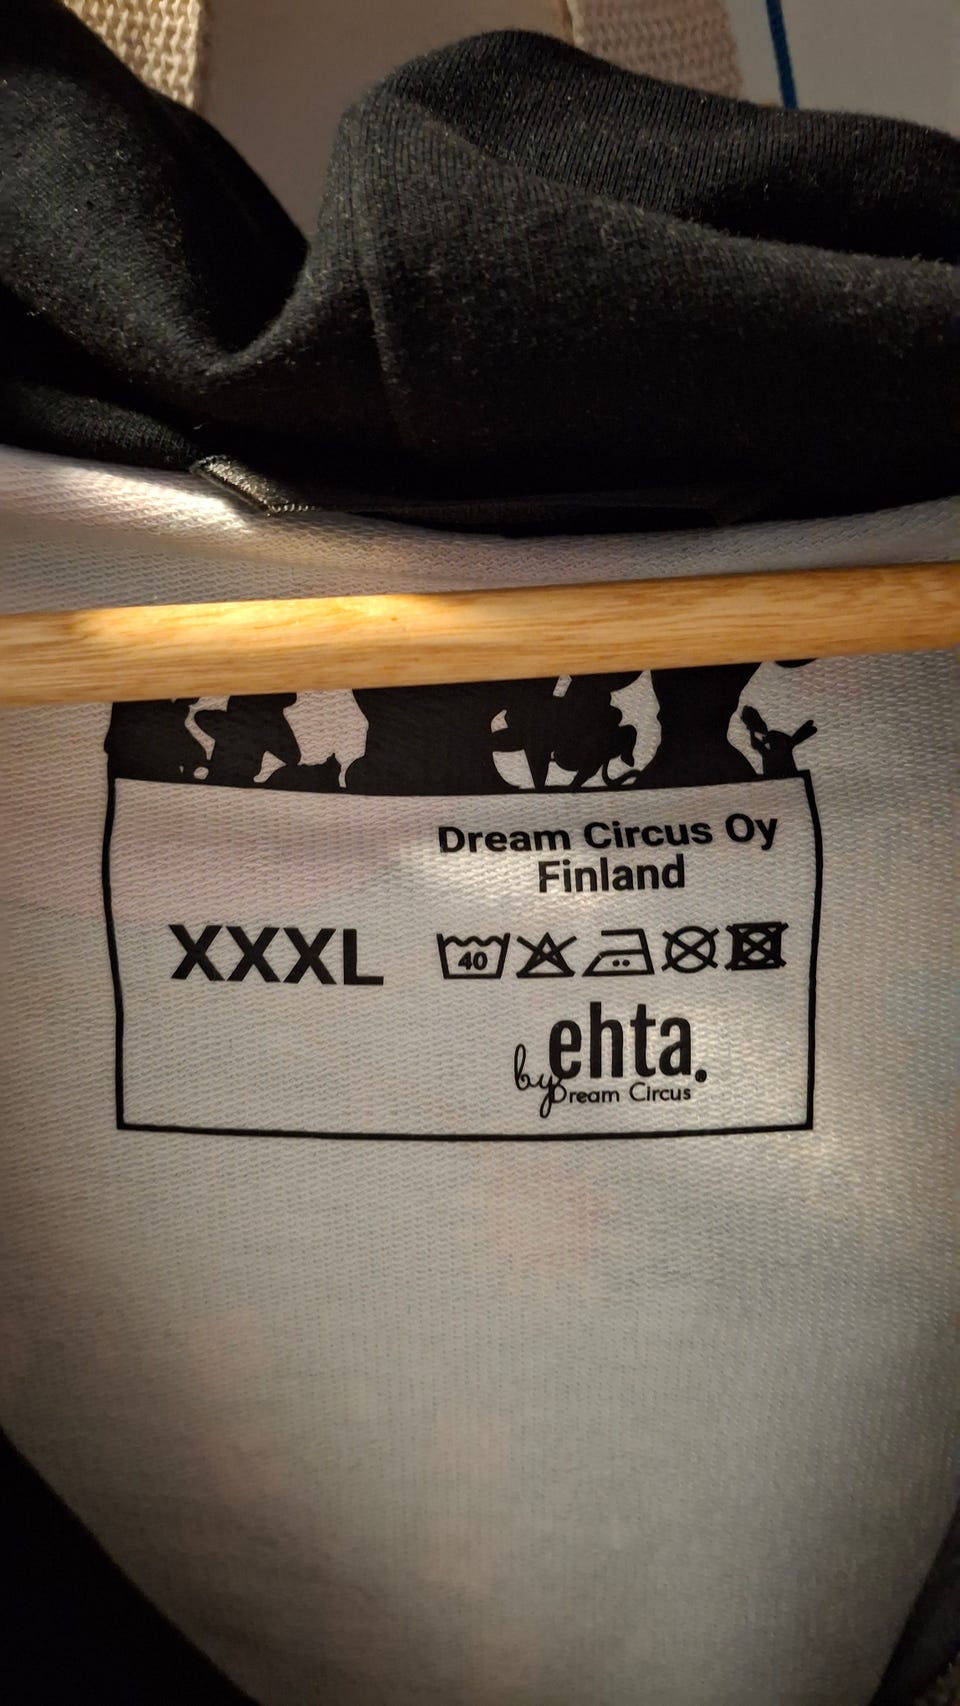 Dream Circus Oy
Finland
XXXL
40
ehta.
by
Dream Circus